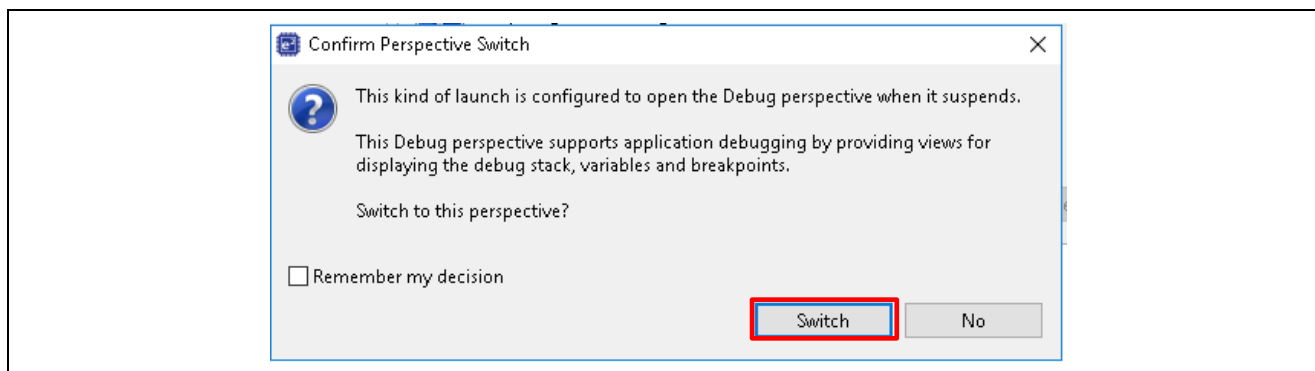 Confirm Perspective Switch
This kind of launch is configured to open the Debug perspective when it suspends.
This Debug perspective supports application debugging by providing views for
displaying the debug stack, variables and breakpoints.
Switch to this perspective?
Remember my decision
Switch
No